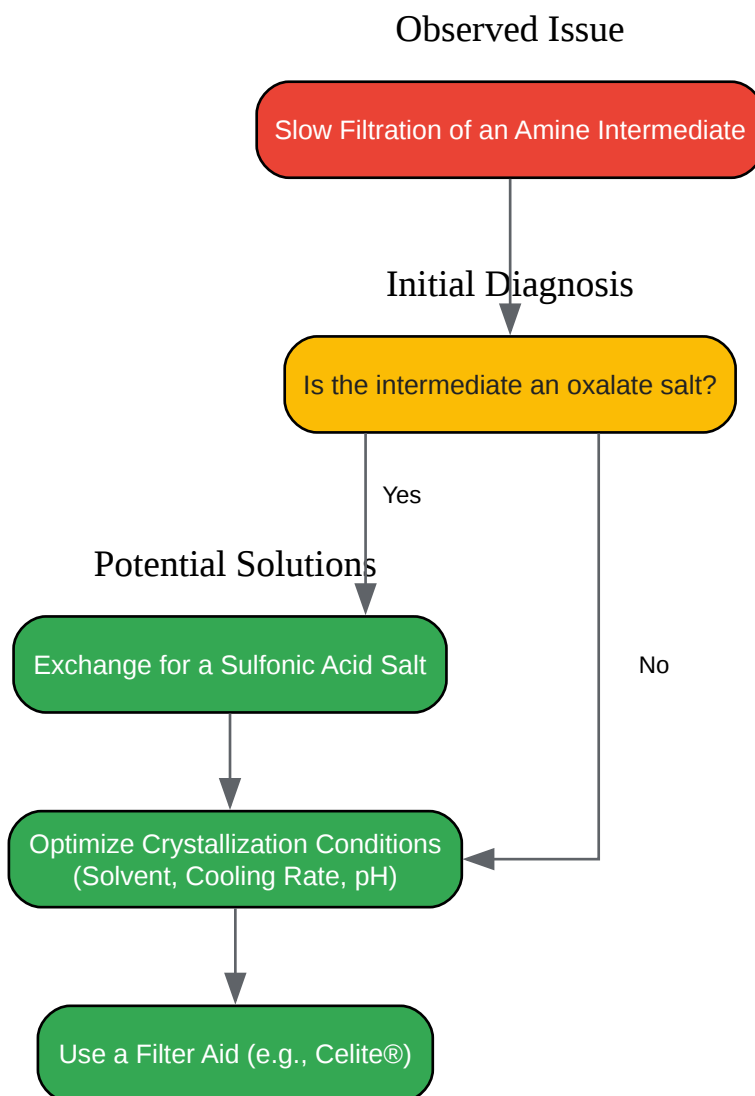 Observed Issue
Slow Filtration of an Amine Intermediate
Initial Diagnosis
Is the intermediate an oxalate salt?
Yes
Potential Solutions
Exchange for a Sulfonic Acid Salt
No
Optimize Crystallization Conditions
(Solvent, Cooling Rate, pH)
Use a Filter Aid (e.g., Celite®)